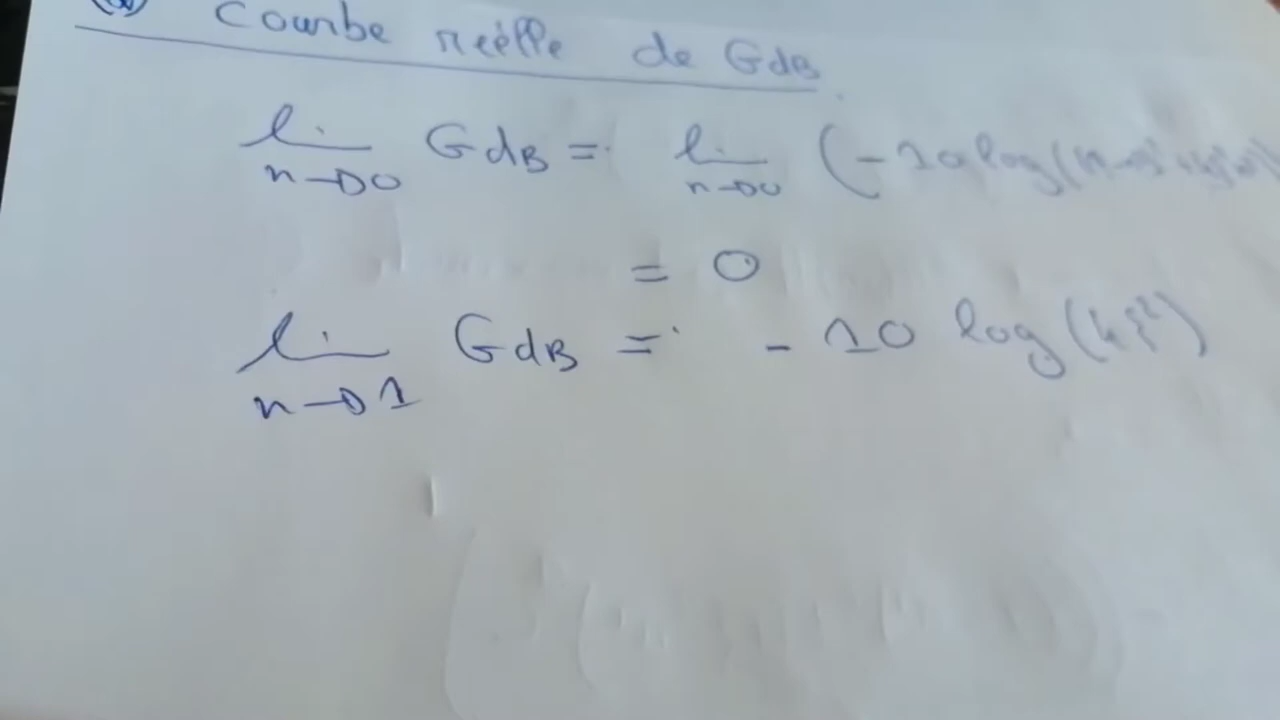 Courbe réelle de GdB
lim GdB = lim (-10 log(
n→0 n→0
= 0
lim GdB = - 10 log(4ξ²)
n→1